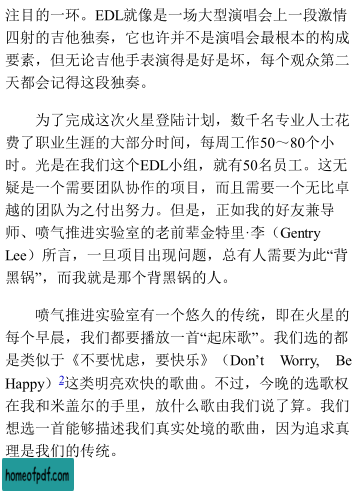 注目的一环。EDL就像是一场大型演唱会上一段激情
四射的吉他独奏，它也许并不是演唱会最根本的构成
要素，但无论吉他手表演得是好是坏，每个观众第二
天都会记得这段独奏。
为了完成这次火星登陆计划，数千名专业人士花
费了职业生涯的大部分时间，每周工作50～80个小
时。光是在我们这个EDL小组，就有50名员工。这无
疑是一个需要团队协作的项目，而且需要一个无比卓
越的团队为之付出努力。但是，正如我的好友兼导
师、喷气推进实验室的老前辈金特里·李（Gentry
Lee）所言，一旦项目出现问题，总有人需要为此“背
黑锅”，而我就是那个背黑锅的人。
喷气推进实验室有一个悠久的传统，即在火星的
每个早晨，我们都要播放一首“起床歌”。我们选的都
是类似于《不要忧虑，要快乐》（Don’t Worry, Be
Happy）2这类明亮欢快的歌曲。不过，今晚的选歌权
在我和米盖尔的手里，放什么歌由我们说了算。我们
想选一首能够描述我们真实处境的歌曲，因为追求真
理是我们的传统。
homeofpdf.com